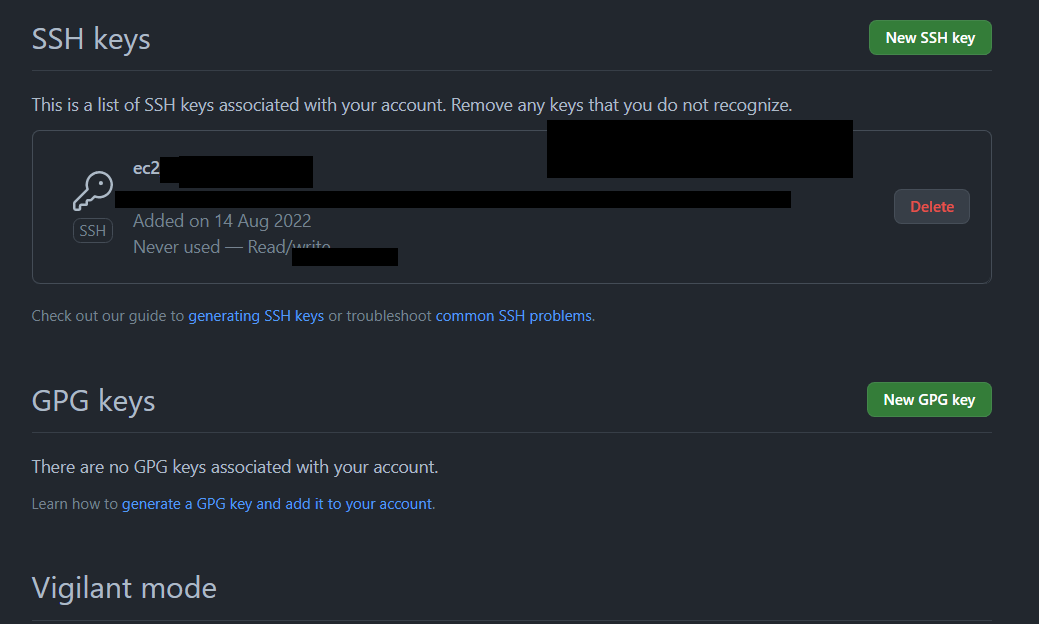 SSH keys
New SSH key
This is a list of SSH keys associated with your account. Remove any keys that you do not recognize.
ec2
SSH
Added on 14 Aug 2022
Never used — Read/write
Delete
Check out our guide to generating SSH keys or troubleshoot common SSH problems.
GPG keys
New GPG key
There are no GPG keys associated with your account.
Learn how to generate a GPG key and add it to your account.
Vigilant mode